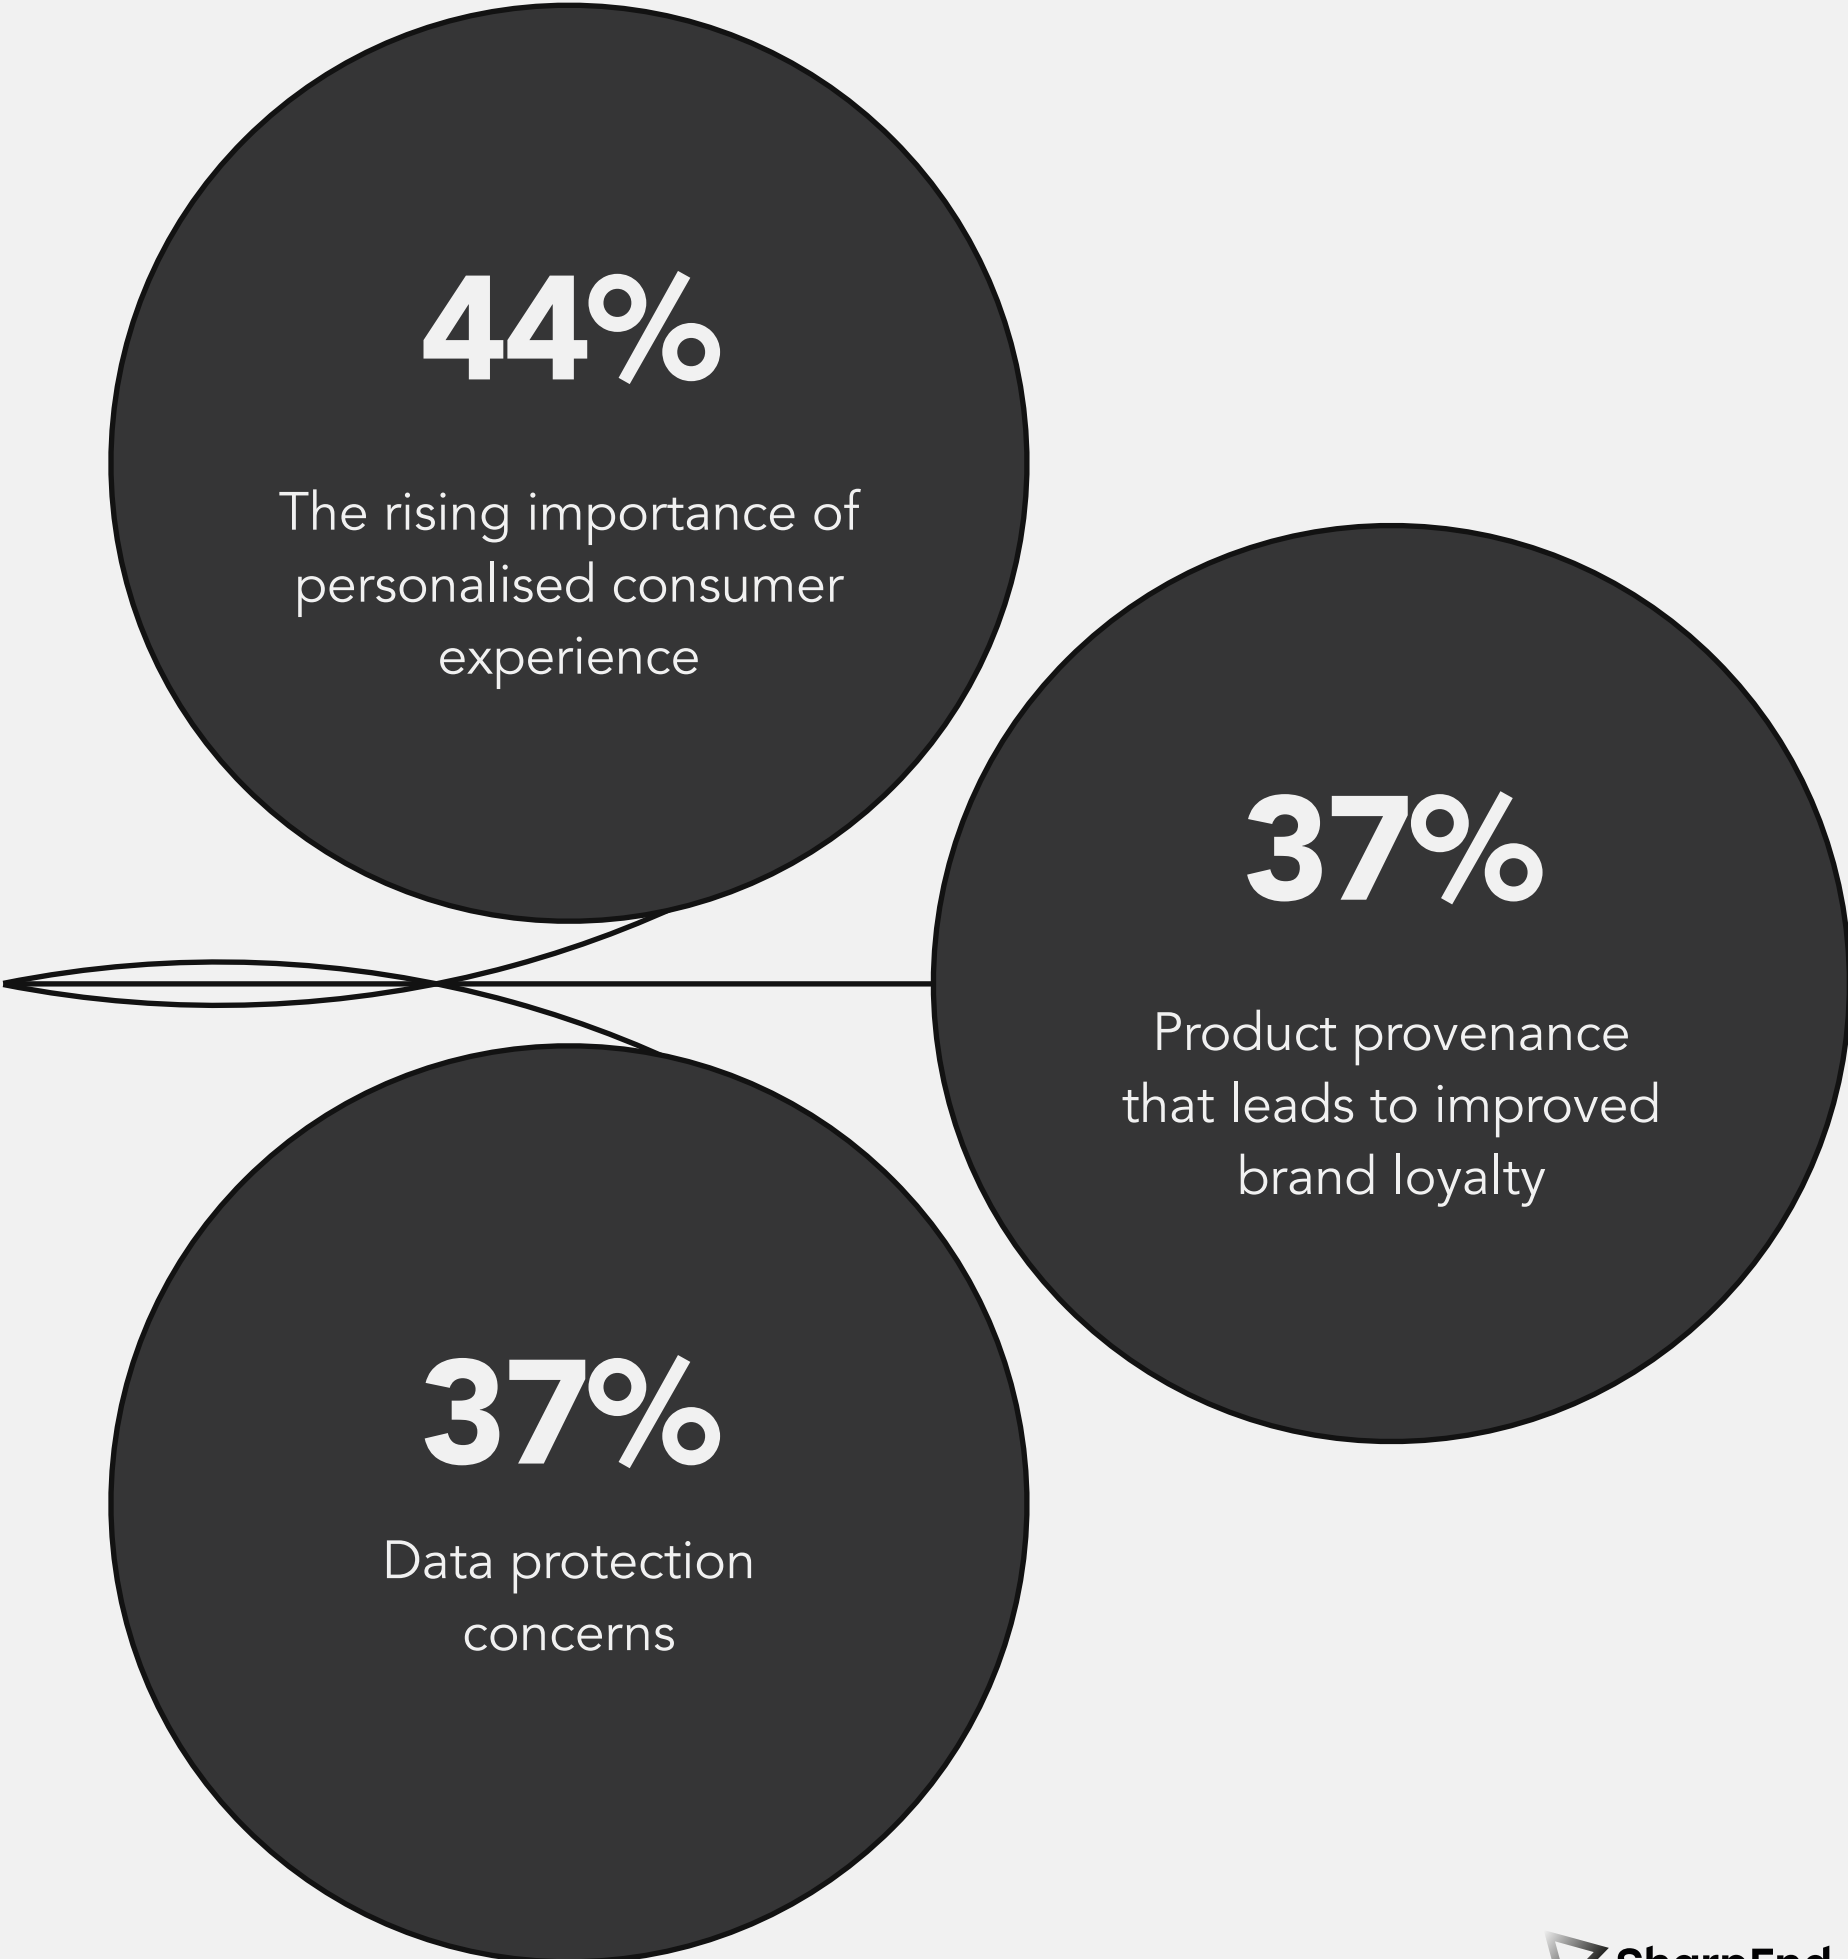 44%
The rising importance of
personalised consumer
experience
37%
Product provenance
that leads to improved
brand loyalty
37%
Data protection
concerns
SharpEnd